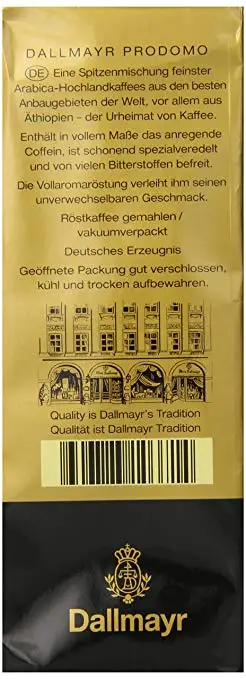 DALLMAYR PRODOMO
DE Eine Spitzenmischung feinster
Arabica-Hochlandkaffees aus den besten
Anbaugebieten der Welt, vor allem aus
Äthiopien - der Urheimat von Kaffee.
Enthält in vollem Maße das anregende
Coffein, ist schonend spezialveredelt
und von vielen Bitterstoffen befreit.
Die Vollaromaröstung verleiht ihm seinen
unverwechselbaren Geschmack.
Röstkaffee gemahlen /
vakuumverpackt
Deutsches Erzeugnis
Geöffnete Packung gut verschlossen,
kühl und trocken aufbewahren.
Quality is Dallmayr's Tradition
Qualität ist Dallmayr Tradition
Dallmayr